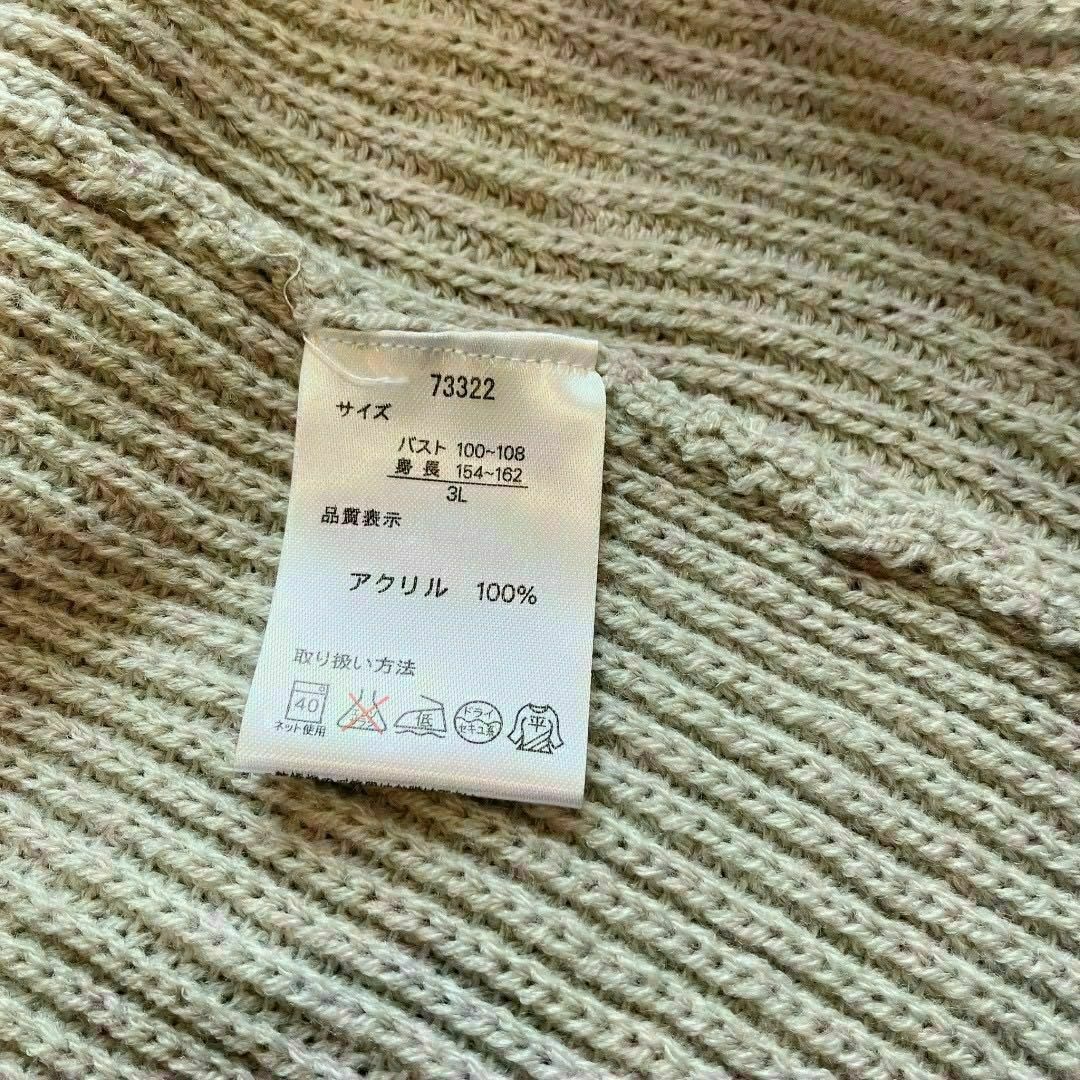 73322
サイズ
バスト 100~108
身長 154~162
3L
品質表示
アクリル 100%
取り扱い方法
40 低 ドライ 平
ネット使用 セキユ系